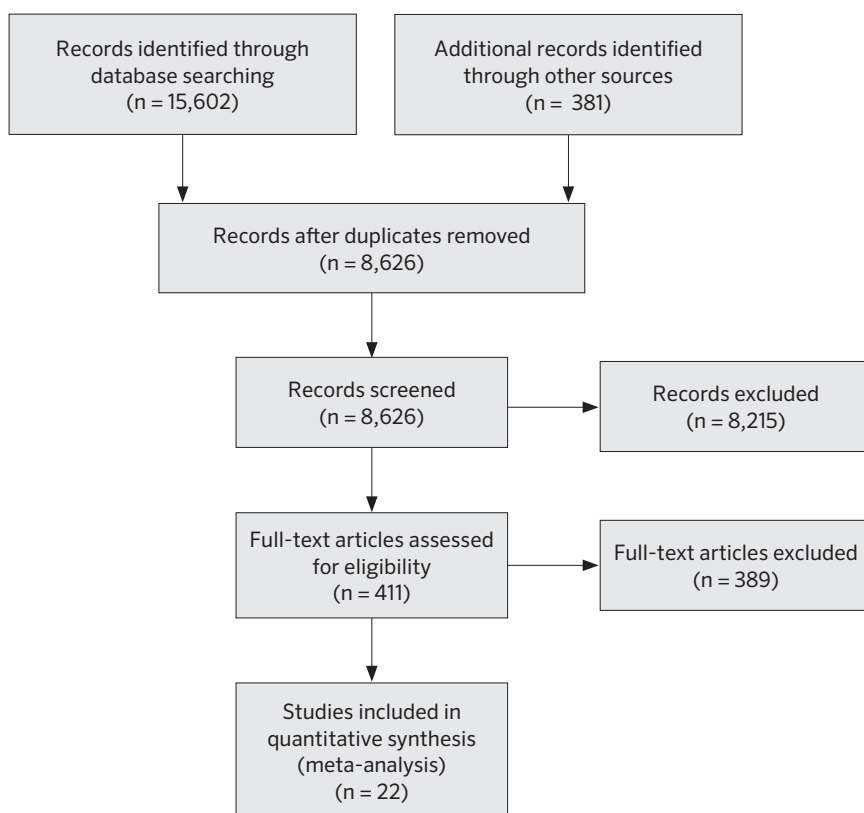 Records identified through
database searching
(n = 15,602)
Additional records identified
through other sources
(n = 381)
Records after duplicates removed
(n = 8,626)
Records screened
(n = 8,626)
Records excluded
(n = 8,215)
Full-text articles assessed
for eligibility
(n = 411)
Full-text articles excluded
(n = 389)
Studies included in
quantitative synthesis
(meta-analysis)
(n = 22)